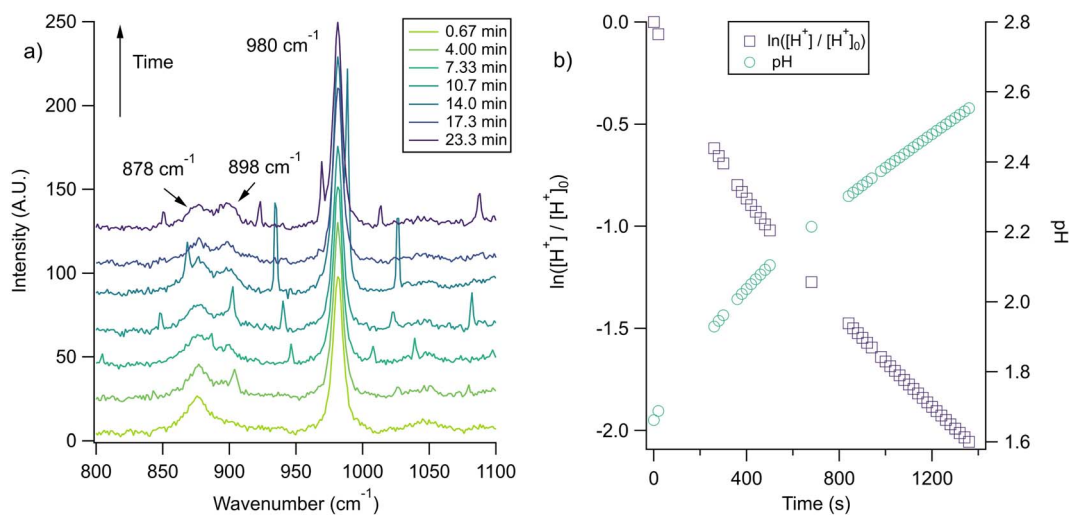 a)
250
200
150
100
50
0
Intensity (A.U.)
Time
980 cm⁻¹
878 cm⁻¹
898 cm⁻¹
0.67 min
4.00 min
7.33 min
10.7 min
14.0 min
17.3 min
23.3 min
800
850
900
950
1000
1050
1100
Wavenumber (cm⁻¹)
b)
0.0
-0.5
-1.0
-1.5
-2.0
ln([H⁺] / [H⁺]₀)
ln([H⁺] / [H⁺]₀)
pH
2.8
2.6
2.4
2.2
2.0
1.8
1.6
pH
0
400
800
1200
Time (s)